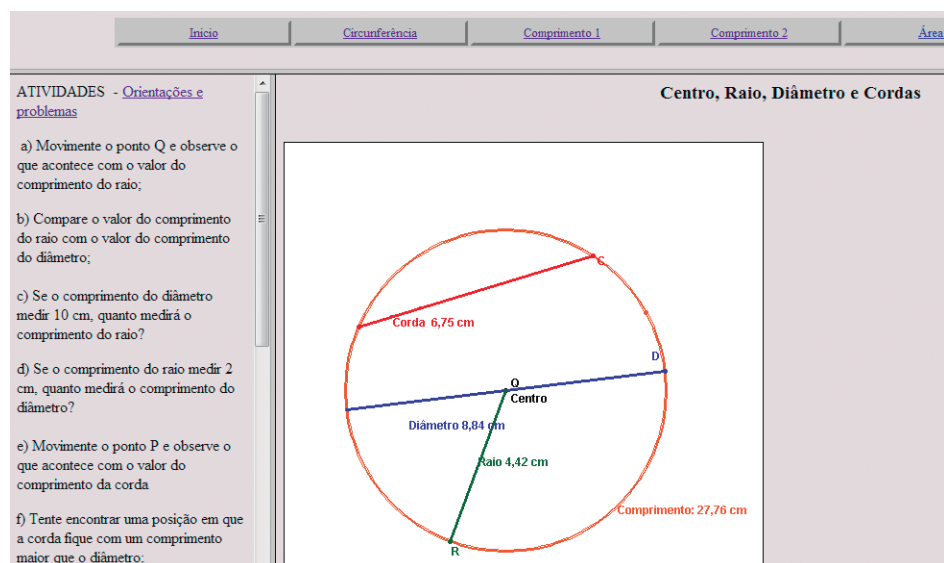 Inicio
Circunferência
Comprimento 1
Comprimento 2
Área
ATIVIDADES - Orientações e
problemas
a) Movimente o ponto Q e observe o
que acontece com o valor do
comprimento do raio;
b) Compare o valor do comprimento
do raio com o valor do comprimento
do diâmetro;
c) Se o comprimento do diâmetro
medir 10 cm, quanto medirá o
comprimento do raio?
d) Se o comprimento do raio medir 2
cm, quanto medirá o comprimento do
diâmetro?
e) Movimente o ponto P e observe o
que acontece com o valor do
comprimento da corda
f) Tente encontrar uma posição em que
a corda fique com um comprimento
maior que o diâmetro;
Centro, Raio, Diâmetro e Cordas
C
Corda 6,75 cm
D
Q
Centro
Diâmetro 8,84 cm
Raio 4,42 cm
Comprimento: 27,76 cm
R